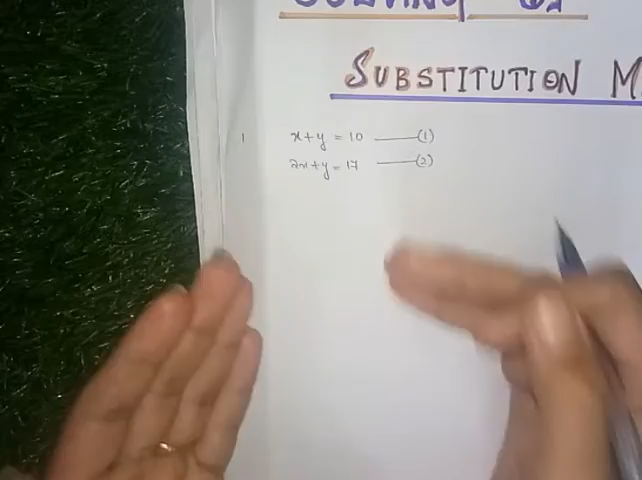 SUBSTITUTION
1 x+y = 10 ——(1)
2x+y = 17 ——(2)